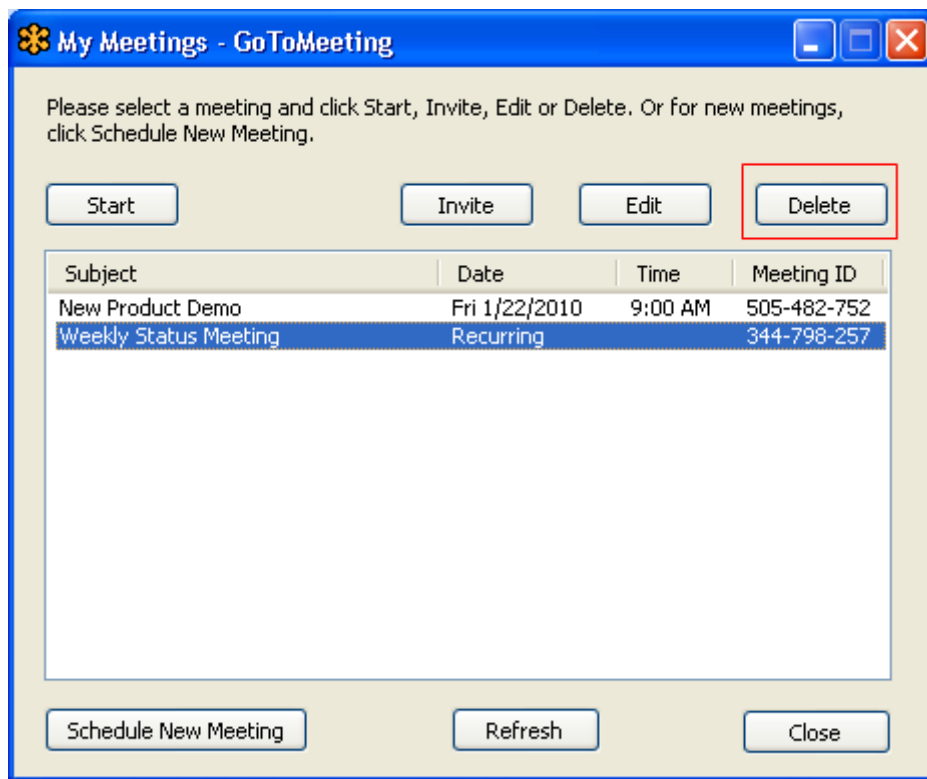 My Meetings - GoToMeeting
Please select a meeting and click Start, Invite, Edit or Delete. Or for new meetings,
click Schedule New Meeting.
Start Invite Edit Delete
Subject Date Time Meeting ID
New Product Demo Fri 1/22/2010 9:00 AM 505-482-752
Weekly Status Meeting Recurring 344-798-257
Schedule New Meeting Refresh Close